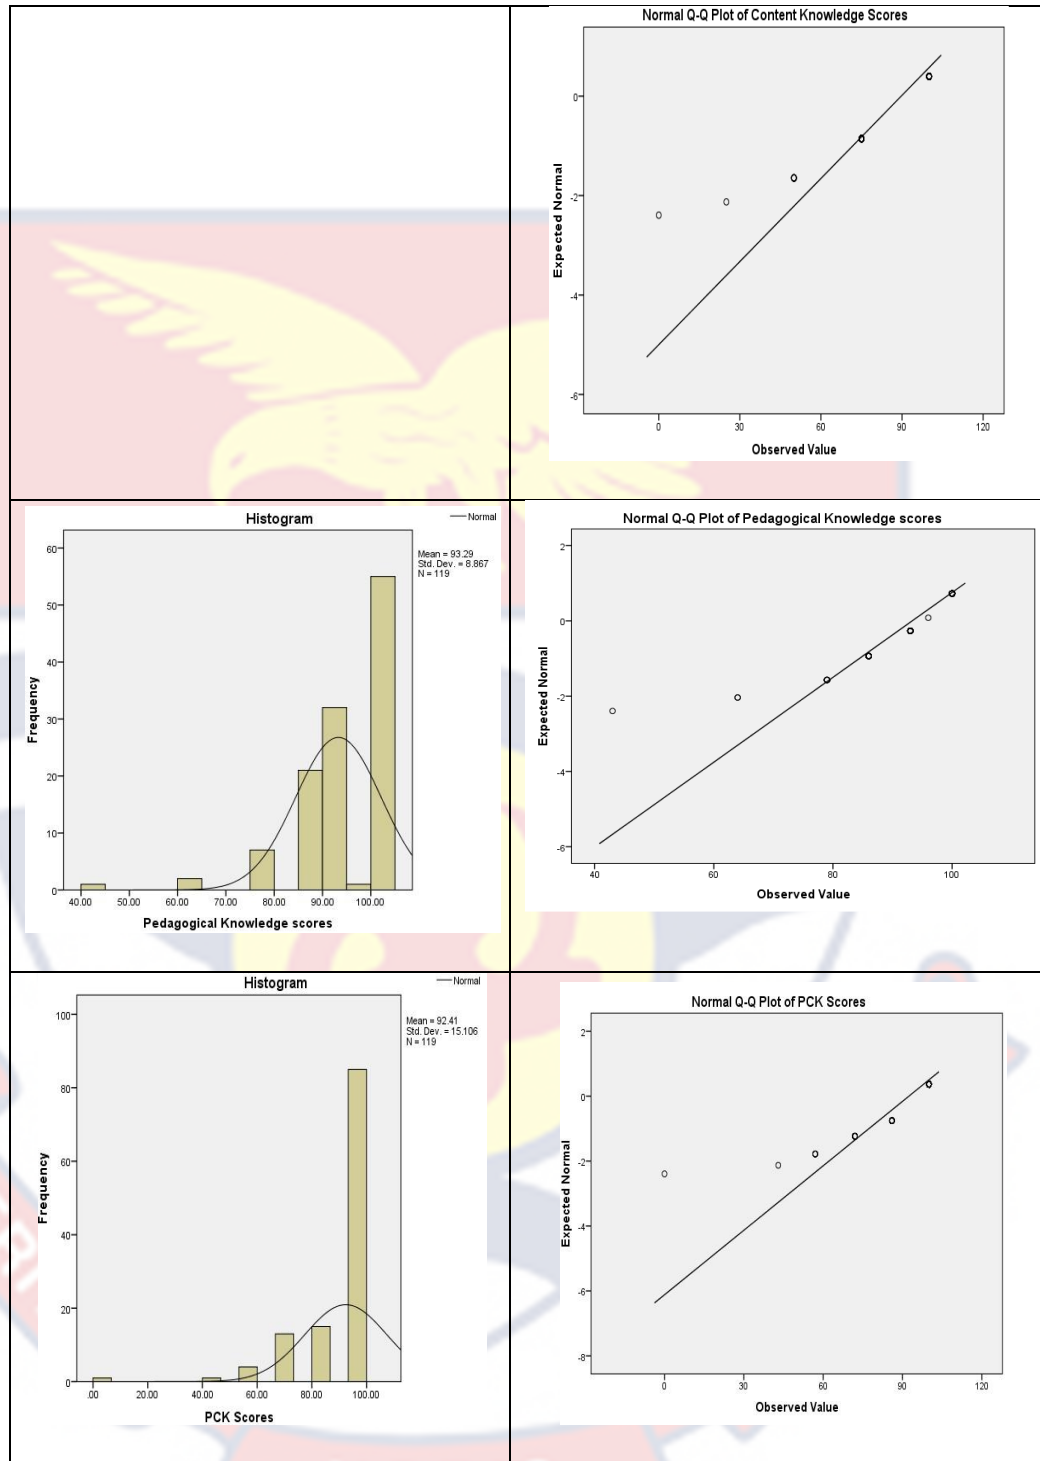 Normal Q-Q Plot of Content Knowledge Scores
0
-2
-4
-6
Expected Normal
0 30 60 90 120
Observed Value
Histogram
Normal
Mean = 93.29
Std. Dev. = 8.867
N = 119
60
50
40
30
20
10
0
Frequency
40.00 50.00 60.00 70.00 80.00 90.00 100.00
Pedagogical Knowledge scores
Normal Q-Q Plot of Pedagogical Knowledge scores
2
0
-2
-4
-6
Expected Normal
40 60 80 100
Observed Value
Histogram
Normal
Mean = 92.41
Std. Dev. = 15.106
N = 119
100
80
60
40
20
0
Frequency
.00 20.00 40.00 60.00 80.00 100.00
PCK Scores
Normal Q-Q Plot of PCK Scores
2
0
-2
-4
-6
-8
Expected Normal
0 30 60 90 120
Observed Value